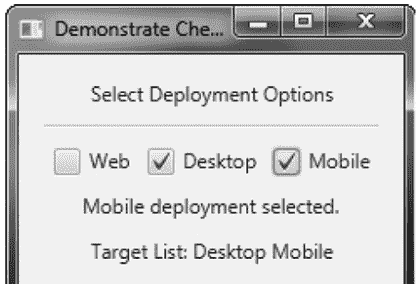 Demonstrate Che...
Select Deployment Options
Web Desktop Mobile
Mobile deployment selected.
Target List: Desktop Mobile